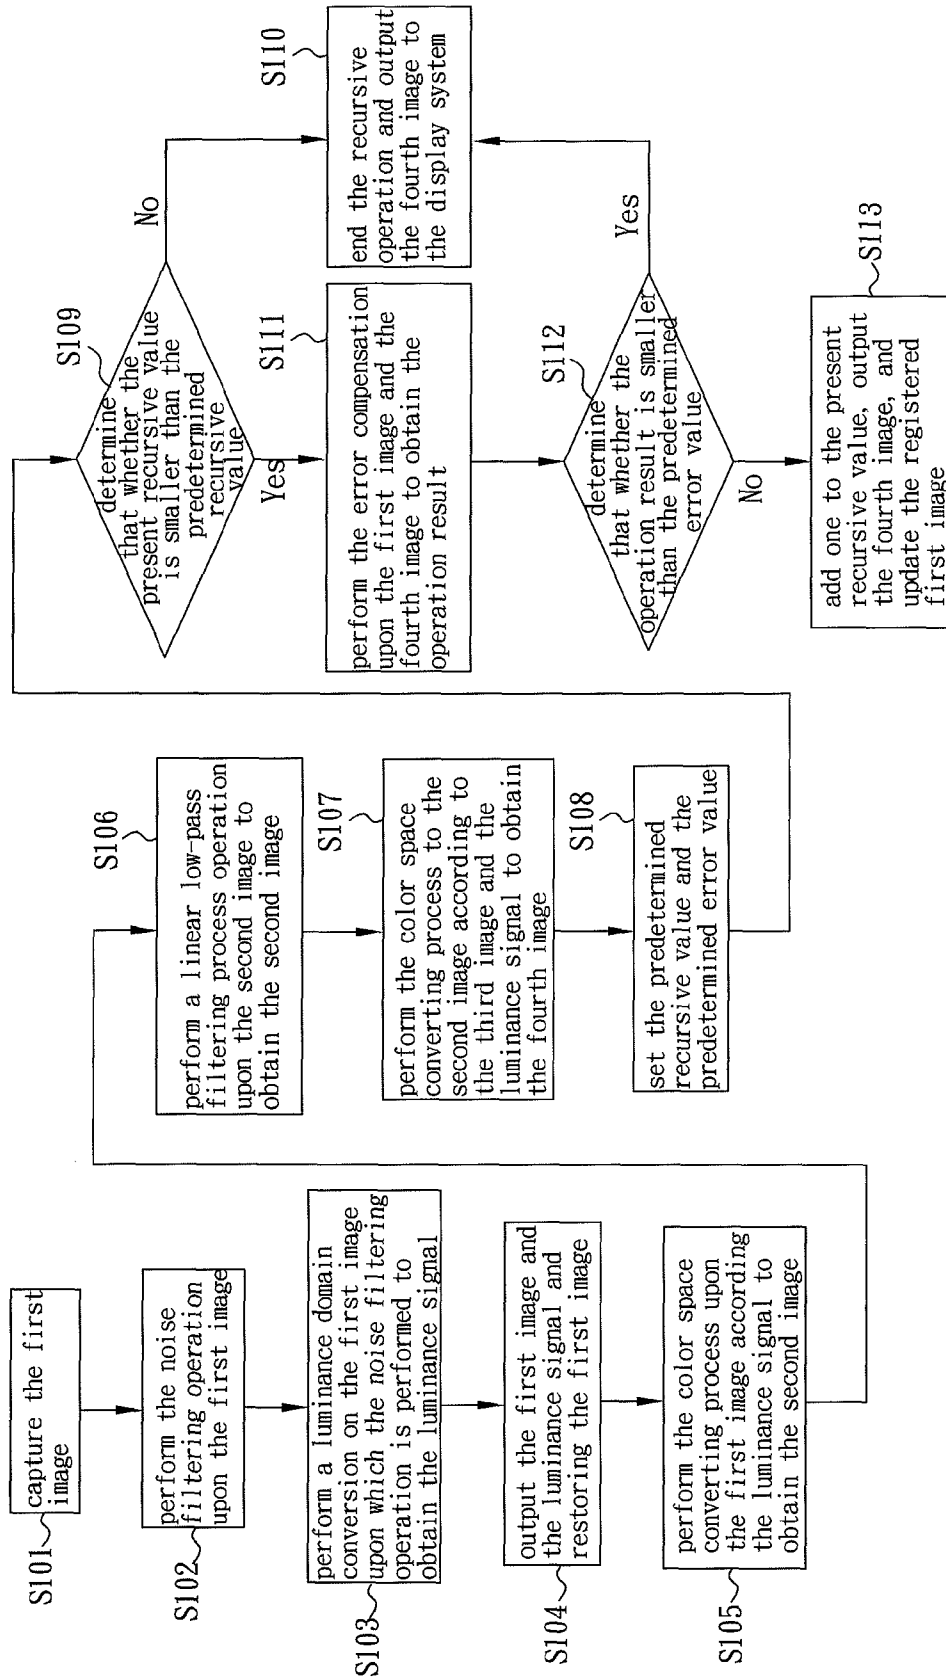 S101
capture the first
image
S102
perform the noise
filtering operation
upon the first image
S103
perform a luminance domain
conversion on the first image
upon which the noise filtering
operation is performed to
obtain the luminance signal
S104
output the first image and
the luminance signal and
restoring the first image
S105
perform the color space
converting process upon
the first image according
the luminance signal to
obtain the second image
S106
perform a linear low-pass
filtering process operation
upon the second image to
obtain the second image
S107
perform the color space
converting process to the
second image according to
the third image and the
luminance signal to obtain
the fourth image
S108
set the predetermined
recursive value and the
predetermined error value
S109
determine
that whether the
present recursive value
is smaller than the
predetermined
recursive
value
No
Yes
S110
end the recursive
operation and output
the fourth image to
the display system
S111
perform the error compensation
upon the first image and the
fourth image to obtain the
operation result
S112
determine
that whether the
operation result is smaller
than the predetermined
error value
Yes
No
S113
add one to the present
recursive value, output
the fourth image, and
update the registered
first image